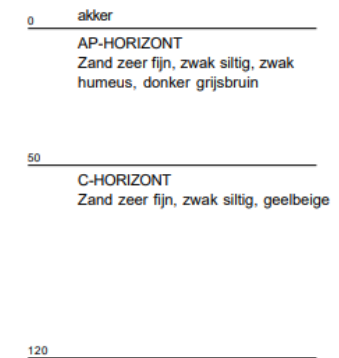 0 akker
AP-HORIZONT
Zand zeer fijn, zwak siltig, zwak
humeus, donker grijsbruin
50
C-HORIZONT
Zand zeer fijn, zwak siltig, geelbeige
120